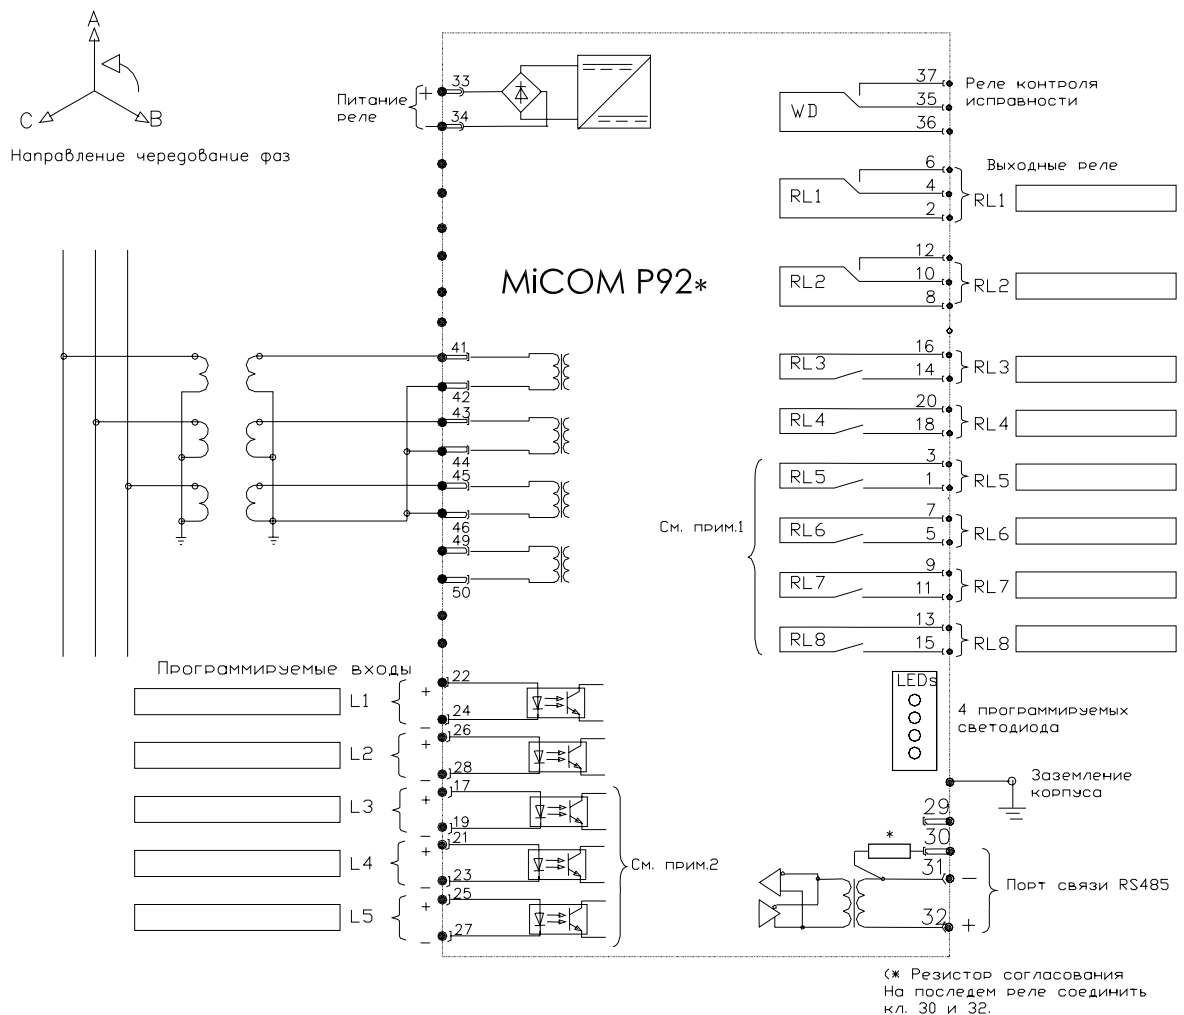 A
C
B
Направление чередование фаз
Питание
реле
+
33
34
−
WD
37
35
36
Реле контроля
исправности
Выходные реле
RL1
6
4
2
RL1
MiCOM P92*
RL2
12
10
8
RL2
RL3
16
14
RL3
RL4
20
18
RL4
RL5
3
1
RL5
См. прим.1
RL6
7
5
RL6
RL7
9
11
RL7
RL8
13
15
RL8
41
42
43
44
45
46
49
50
Программируемые входы
L1
+
−
22
24
L2
+
−
26
28
L3
+
−
17
19
L4
+
−
21
23
L5
+
−
25
27
См. прим.2
LEDs
4 программируемых
светодиода
Заземление
корпуса
29
*
30
31
−
32
+
Порт связи RS485
(* Резистор согласования
На последем реле соединить
кл. 30 и 32.